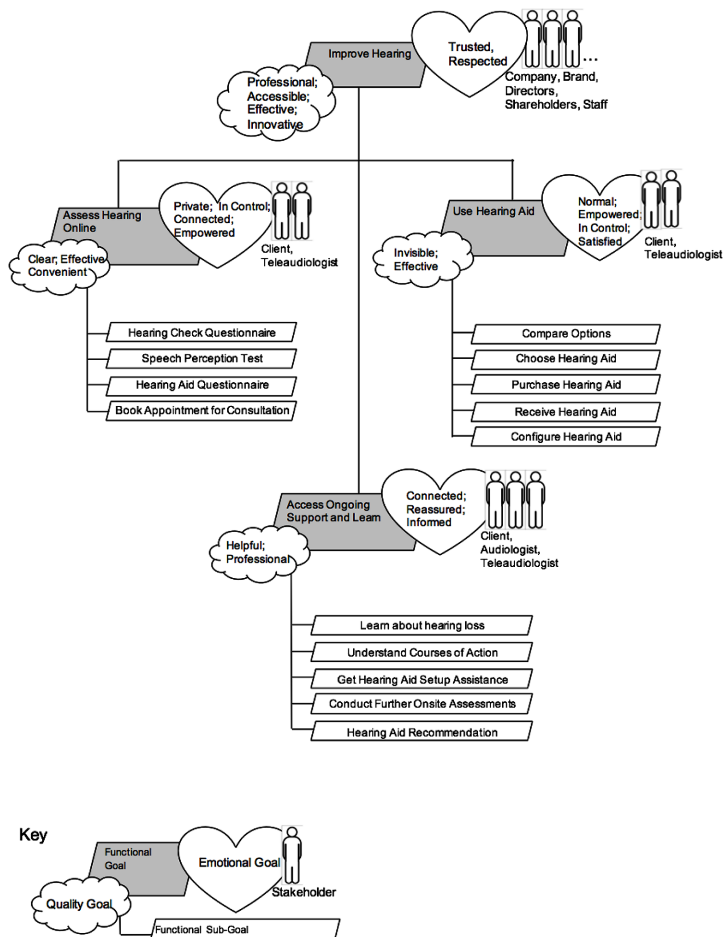 Improve Hearing
Trusted,
Respected
...
Company, Brand,
Directors,
Shareholders, Staff
Professional;
Accessible;
Effective;
Innovative
Assess Hearing
Online
Private; In Control;
Connected;
Empowered
Client,
Teleaudiologist
Clear; Effective
Convenient
Hearing Check Questionnaire
Speech Perception Test
Hearing Aid Questionnaire
Book Appointment for Consultation
Use Hearing Aid
Normal;
Empowered;
In Control;
Satisfied
Client,
Teleaudiologist
Invisible;
Effective
Compare Options
Choose Hearing Aid
Purchase Hearing Aid
Receive Hearing Aid
Configure Hearing Aid
Access Ongoing
Support and Learn
Connected;
Reassured;
Informed
Client,
Audiologist,
Teleaudiologist
Helpful;
Professional
Learn about hearing loss
Understand Courses of Action
Get Hearing Aid Setup Assistance
Conduct Further Onsite Assessments
Hearing Aid Recommendation
Key
Functional
Goal
Emotional Goal
Stakeholder
Quality Goal
Functional Sub-Goal